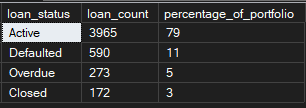 loan_status loan_count percentage_of_portfolio
Active 3965 79
Defaulted 590 11
Overdue 273 5
Closed 172 3